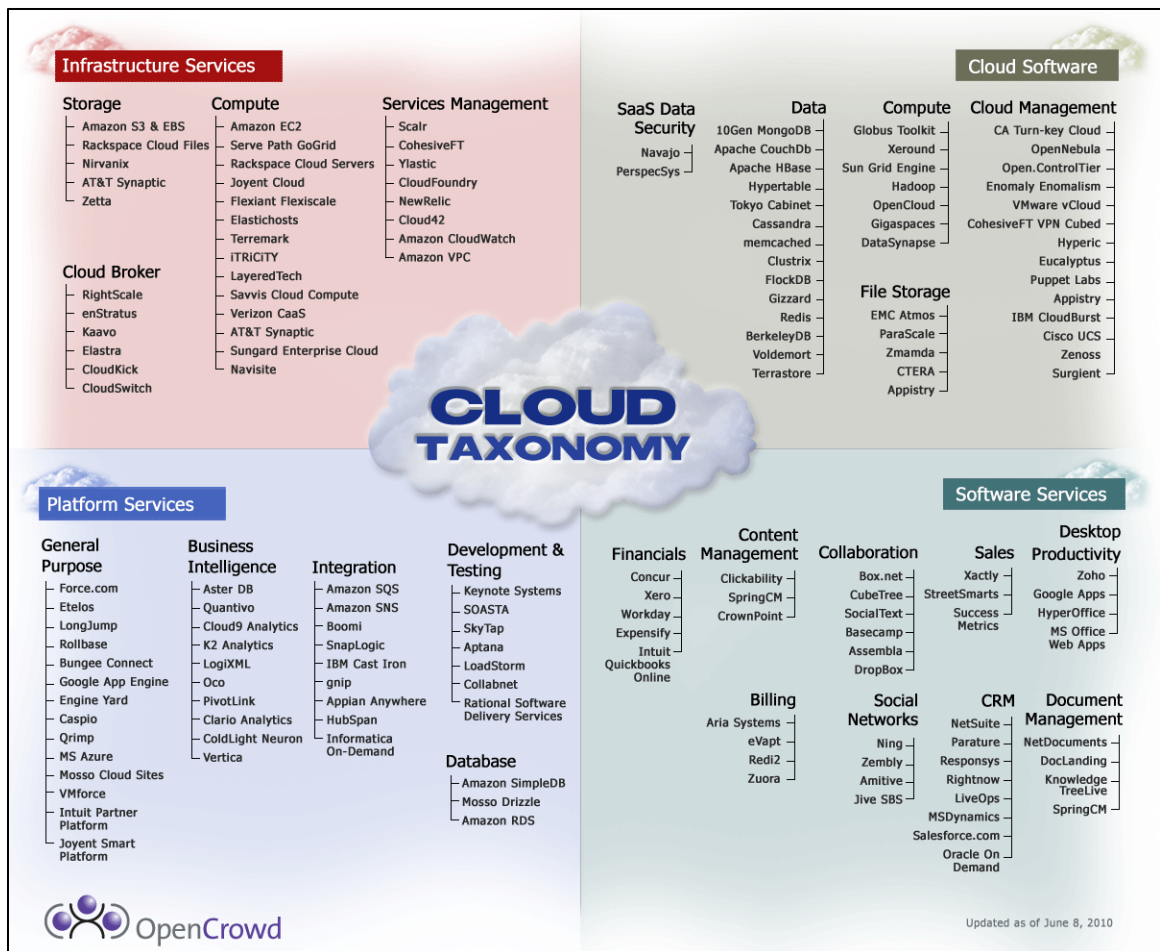 Infrastructure Services
Storage
Amazon S3 & EBS
Rackspace Cloud Files
Nirvanix
AT&T Synaptic
Zetta
Cloud Broker
RightScale
enStratus
Kaavo
Elastra
CloudKick
CloudSwitch
Compute
Amazon EC2
Serve Path GoGrid
Rackspace Cloud Servers
Joyent Cloud
Flexiant Flexiscale
Elastichosts
Terremark
iTRiCiTY
LayeredTech
Savvis Cloud Compute
Verizon CaaS
AT&T Synaptic
Sungard Enterprise Cloud
Navisite
Services Management
Scalr
CohesiveFT
Ylastic
CloudFoundry
NewRelic
Cloud42
Amazon CloudWatch
Amazon VPC
Cloud Software
SaaS Data
Security
Navajo
PerspecSys
Data
10Gen MongoDB
Apache CouchDb
Apache HBase
Hypertable
Tokyo Cabinet
Cassandra
memcached
Clustrix
FlockDB
Gizzard
Redis
BerkeleyDB
Voldemort
Terrastore
Compute
Globus Toolkit
Xeround
Sun Grid Engine
Hadoop
OpenCloud
Gigaspaces
DataSynapse
File Storage
EMC Atmos
ParaScale
Zmamda
CTERA
Appistry
Cloud Management
CA Turn-key Cloud
OpenNebula
Open.ControlTier
Enomaly Enomalism
VMware vCloud
CohesiveFT VPN Cubed
Hyperic
Eucalyptus
Puppet Labs
Appistry
IBM CloudBurst
Cisco UCS
Zenoss
Surgient
CLOUD
TAXONOMY
Platform Services
General
Purpose
Force.com
Etelos
LongJump
Rollbase
Bungee Connect
Google App Engine
Engine Yard
Caspio
Qrimp
MS Azure
Mosso Cloud Sites
VMforce
Intuit Partner
Platform
Joyent Smart
Platform
Business
Intelligence
Aster DB
Quantivo
Cloud9 Analytics
K2 Analytics
LogiXML
Oco
PivotLink
Clario Analytics
ColdLight Neuron
Vertica
Integration
Amazon SQS
Amazon SNS
Boomi
SnapLogic
IBM Cast Iron
gnip
Appian Anywhere
HubSpan
Informatica
On-Demand
Development &
Testing
Keynote Systems
SOASTA
SkyTap
Aptana
LoadStorm
Collabnet
Rational Software
Delivery Services
Database
Amazon SimpleDB
Mosso Drizzle
Amazon RDS
Software Services
Financials
Concur
Xero
Workday
Expensify
Intuit
Quickbooks
Online
Content
Management
Clickability
SpringCM
CrownPoint
Collaboration
Box.net
CubeTree
SocialText
Basecamp
Assembla
DropBox
Sales
Xactly
StreetSmarts
Success
Metrics
Desktop
Productivity
Zoho
Google Apps
HyperOffice
MS Office
Web Apps
Billing
Aria Systems
eVapt
Redi2
Zuora
Social
Networks
Ning
Zembly
Amitive
Jive SBS
CRM
NetSuite
Parature
Responsys
Rightnow
LiveOps
MSDynamics
Salesforce.com
Oracle On
Demand
Document
Management
NetDocuments
DocLanding
Knowledge
TreeLive
SpringCM
OpenCrowd
Updated as of June 8, 2010